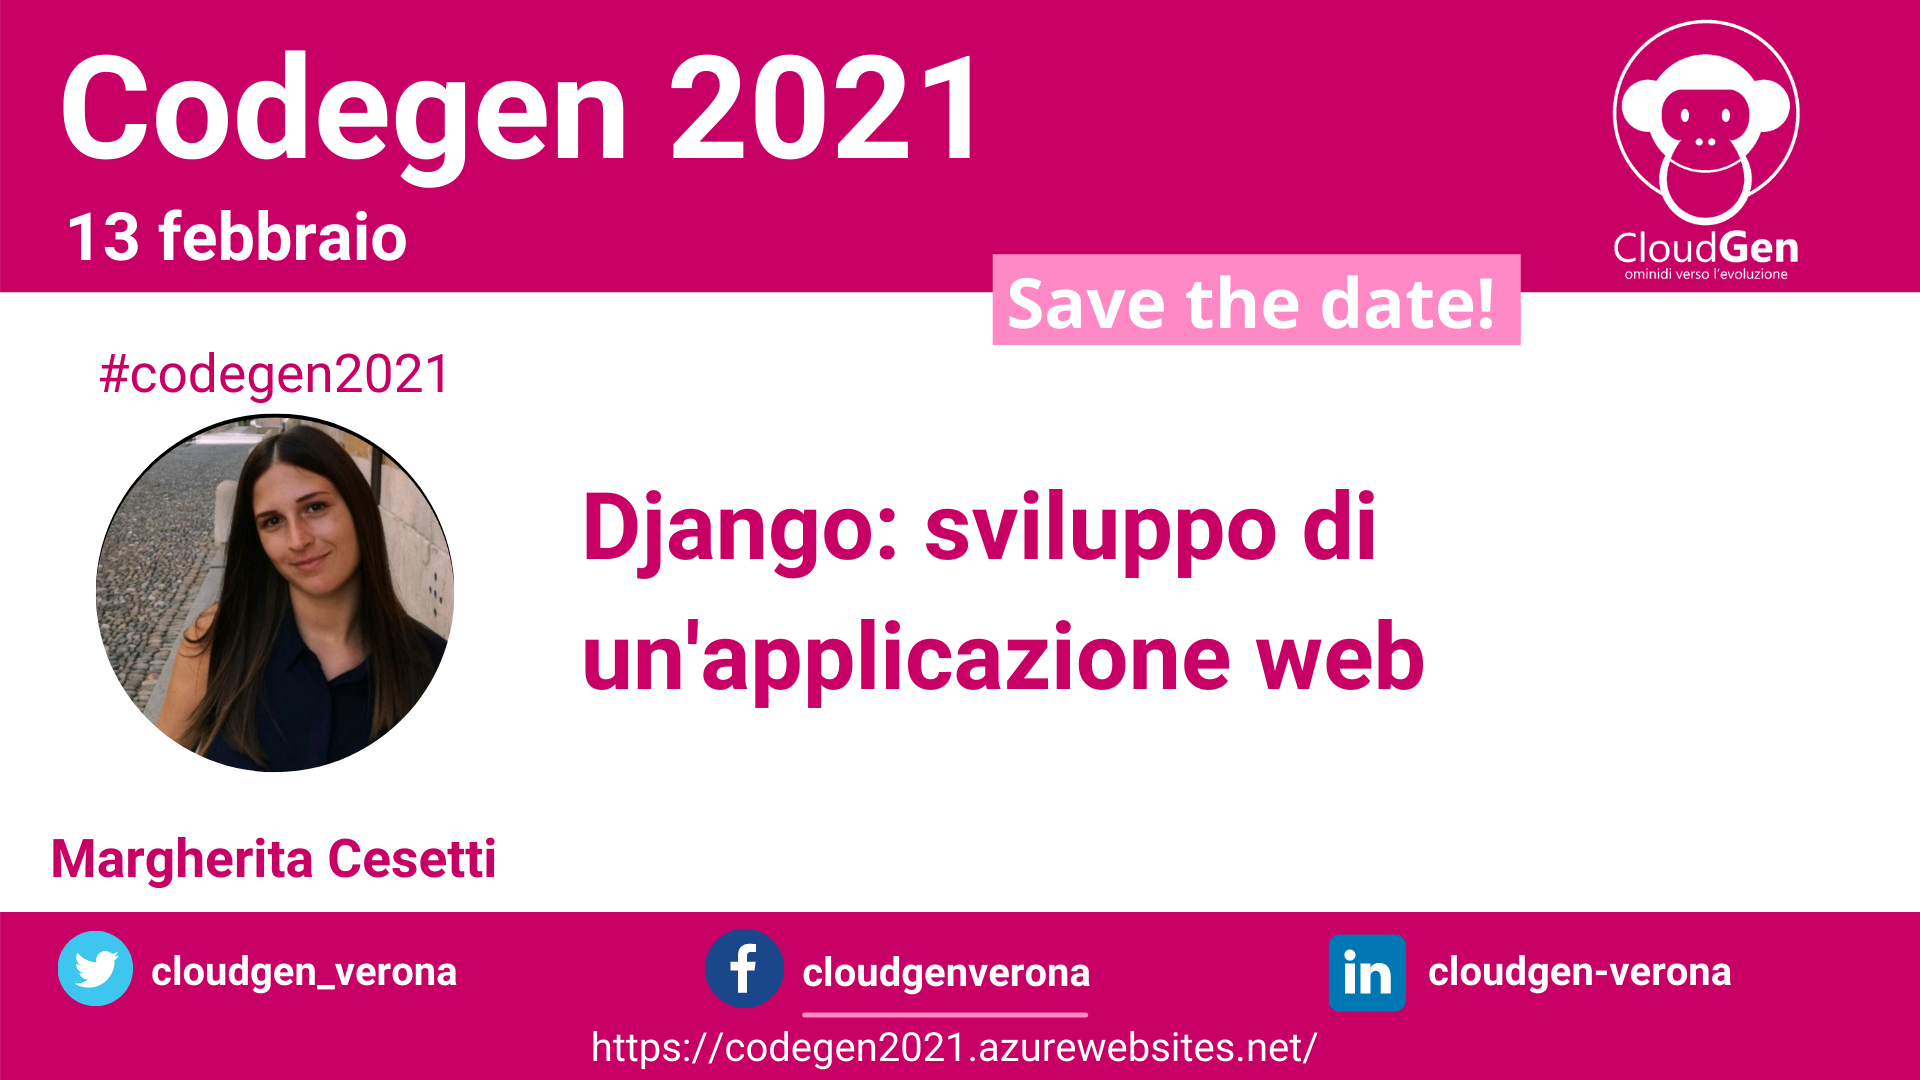 Codegen 2021
13 febbraio
CloudGen
ominidi verso l'evoluzione
Save the date!
#codegen2021
Django: sviluppo di
un'applicazione web
Margherita Cesetti
cloudgen_verona
cloudgenverona
cloudgen-verona
https://codegen2021.azurewebsites.net/